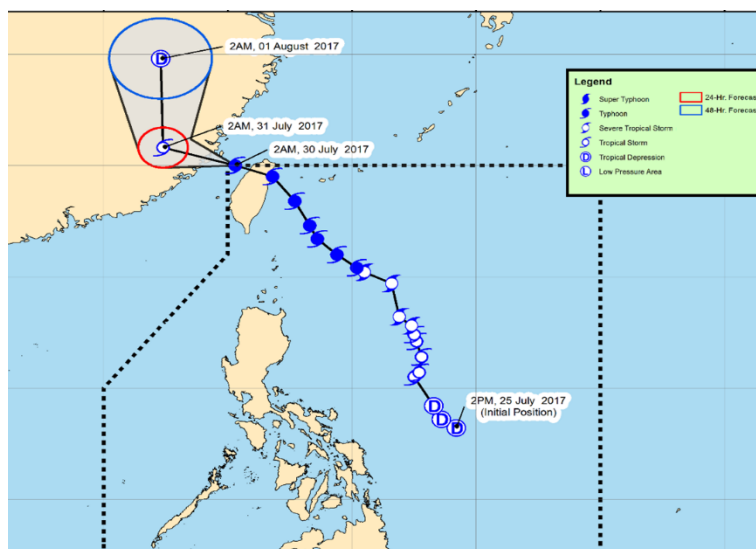 2AM, 01 August 2017
2AM, 31 July 2017
2AM, 30 July 2017
2PM, 25 July 2017
(Initial Position)
D
D
D
D
Legend
Super Typhoon
Typhoon
Severe Tropical Storm
Tropical Storm
D Tropical Depression
L Low Pressure Area
24-Hr. Forecas
48-Hr. Forecas